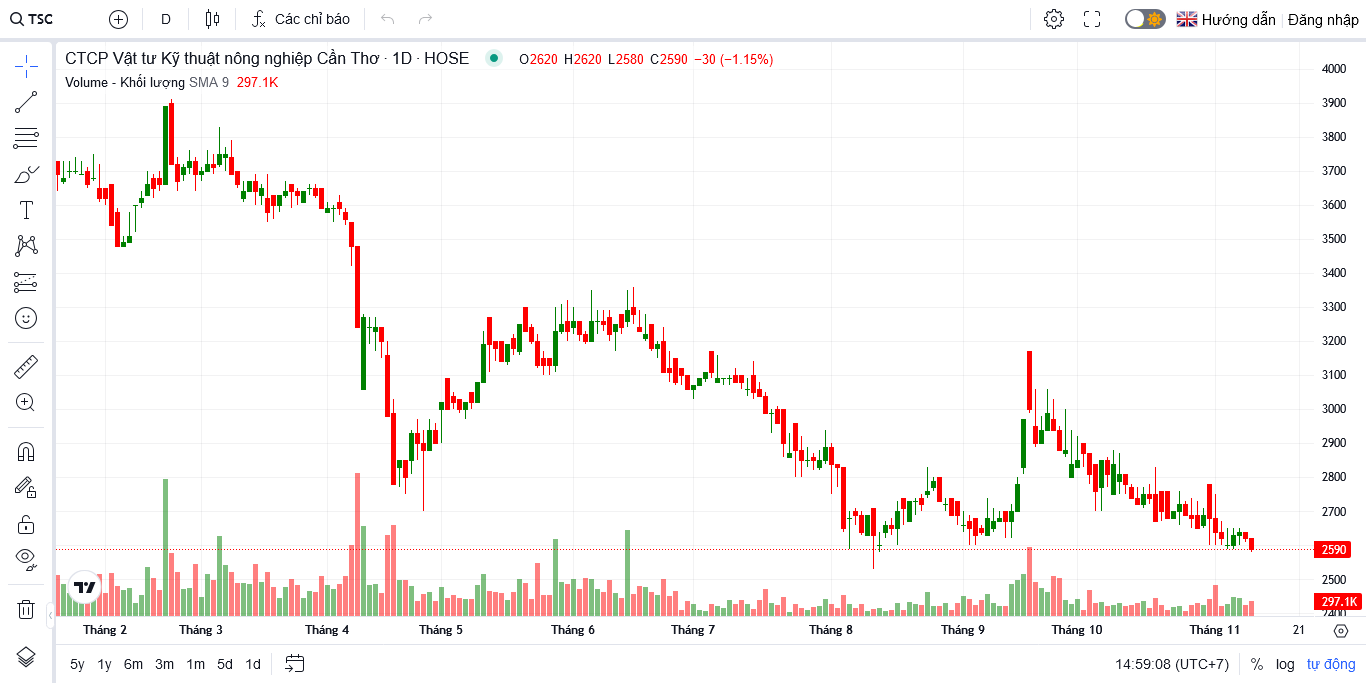 TSC D Các chỉ báo Hướng dẫn Đăng nhập
CTCP Vật tư Kỹ thuật nông nghiệp Cần Thơ · 1D · HOSE O2620 H2620 L2580 C2590 −30 (−1.15%)
Volume - Khối lượng SMA 9 297.1K
4000
3900
3800
3700
3600
3500
3400
3300
3200
3100
3000
2900
2800
2700
2590
2500
297.1K
2400
Tháng 2 Tháng 3 Tháng 4 Tháng 5 Tháng 6 Tháng 7 Tháng 8 Tháng 9 Tháng 10 Tháng 11 21
5y 1y 6m 3m 1m 5d 1d 14:59:08 (UTC+7) % log tự động